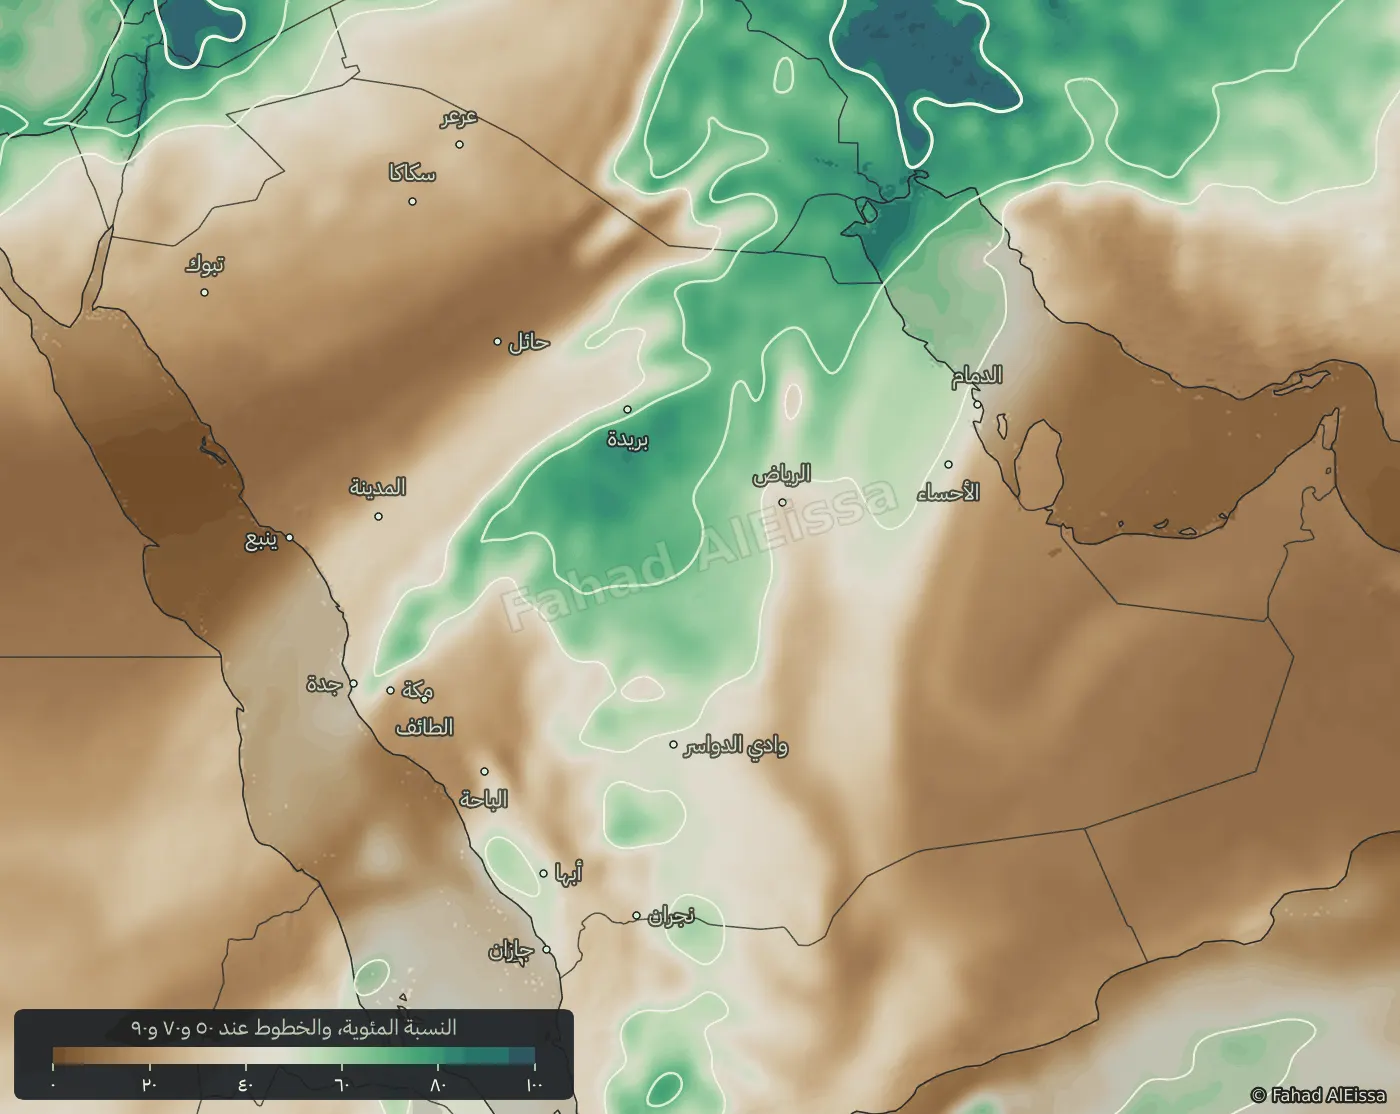 عرعر
سكاكا
تبوك
حائل
الدمام
بريدة
الرياض
المدينة
الأحساء
ينبع
Fahad AlEissa
جدة
مكة
الطائف
وادي الدواسر
الباحة
أبها
نجران
جازان
النسبة المئوية، والخطوط عند ٥٠ و٧٠ و٩٠
٠ ٢٠ ٤٠ ٦٠ ٨٠ ١٠٠
© Fahad AlEissa